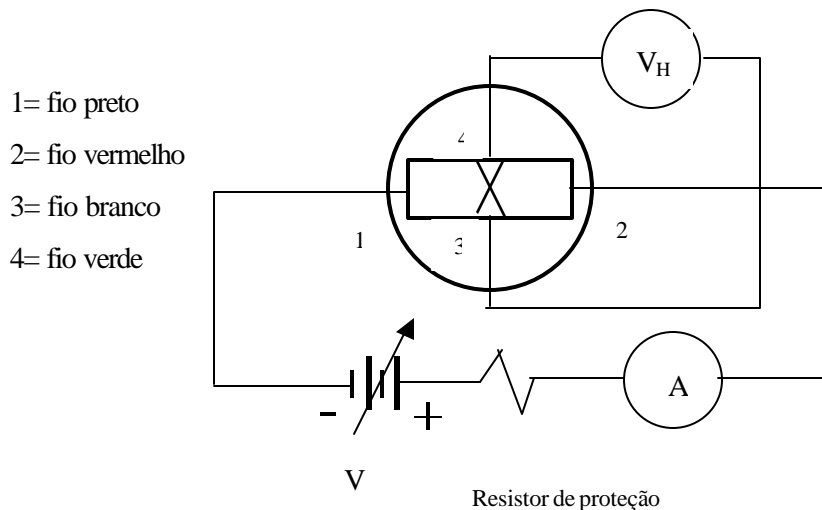 1= fio preto
2= fio vermelho
3= fio branco
4= fio verde
V_H
4
1
3
2
A
- +
V
Resistor de proteção